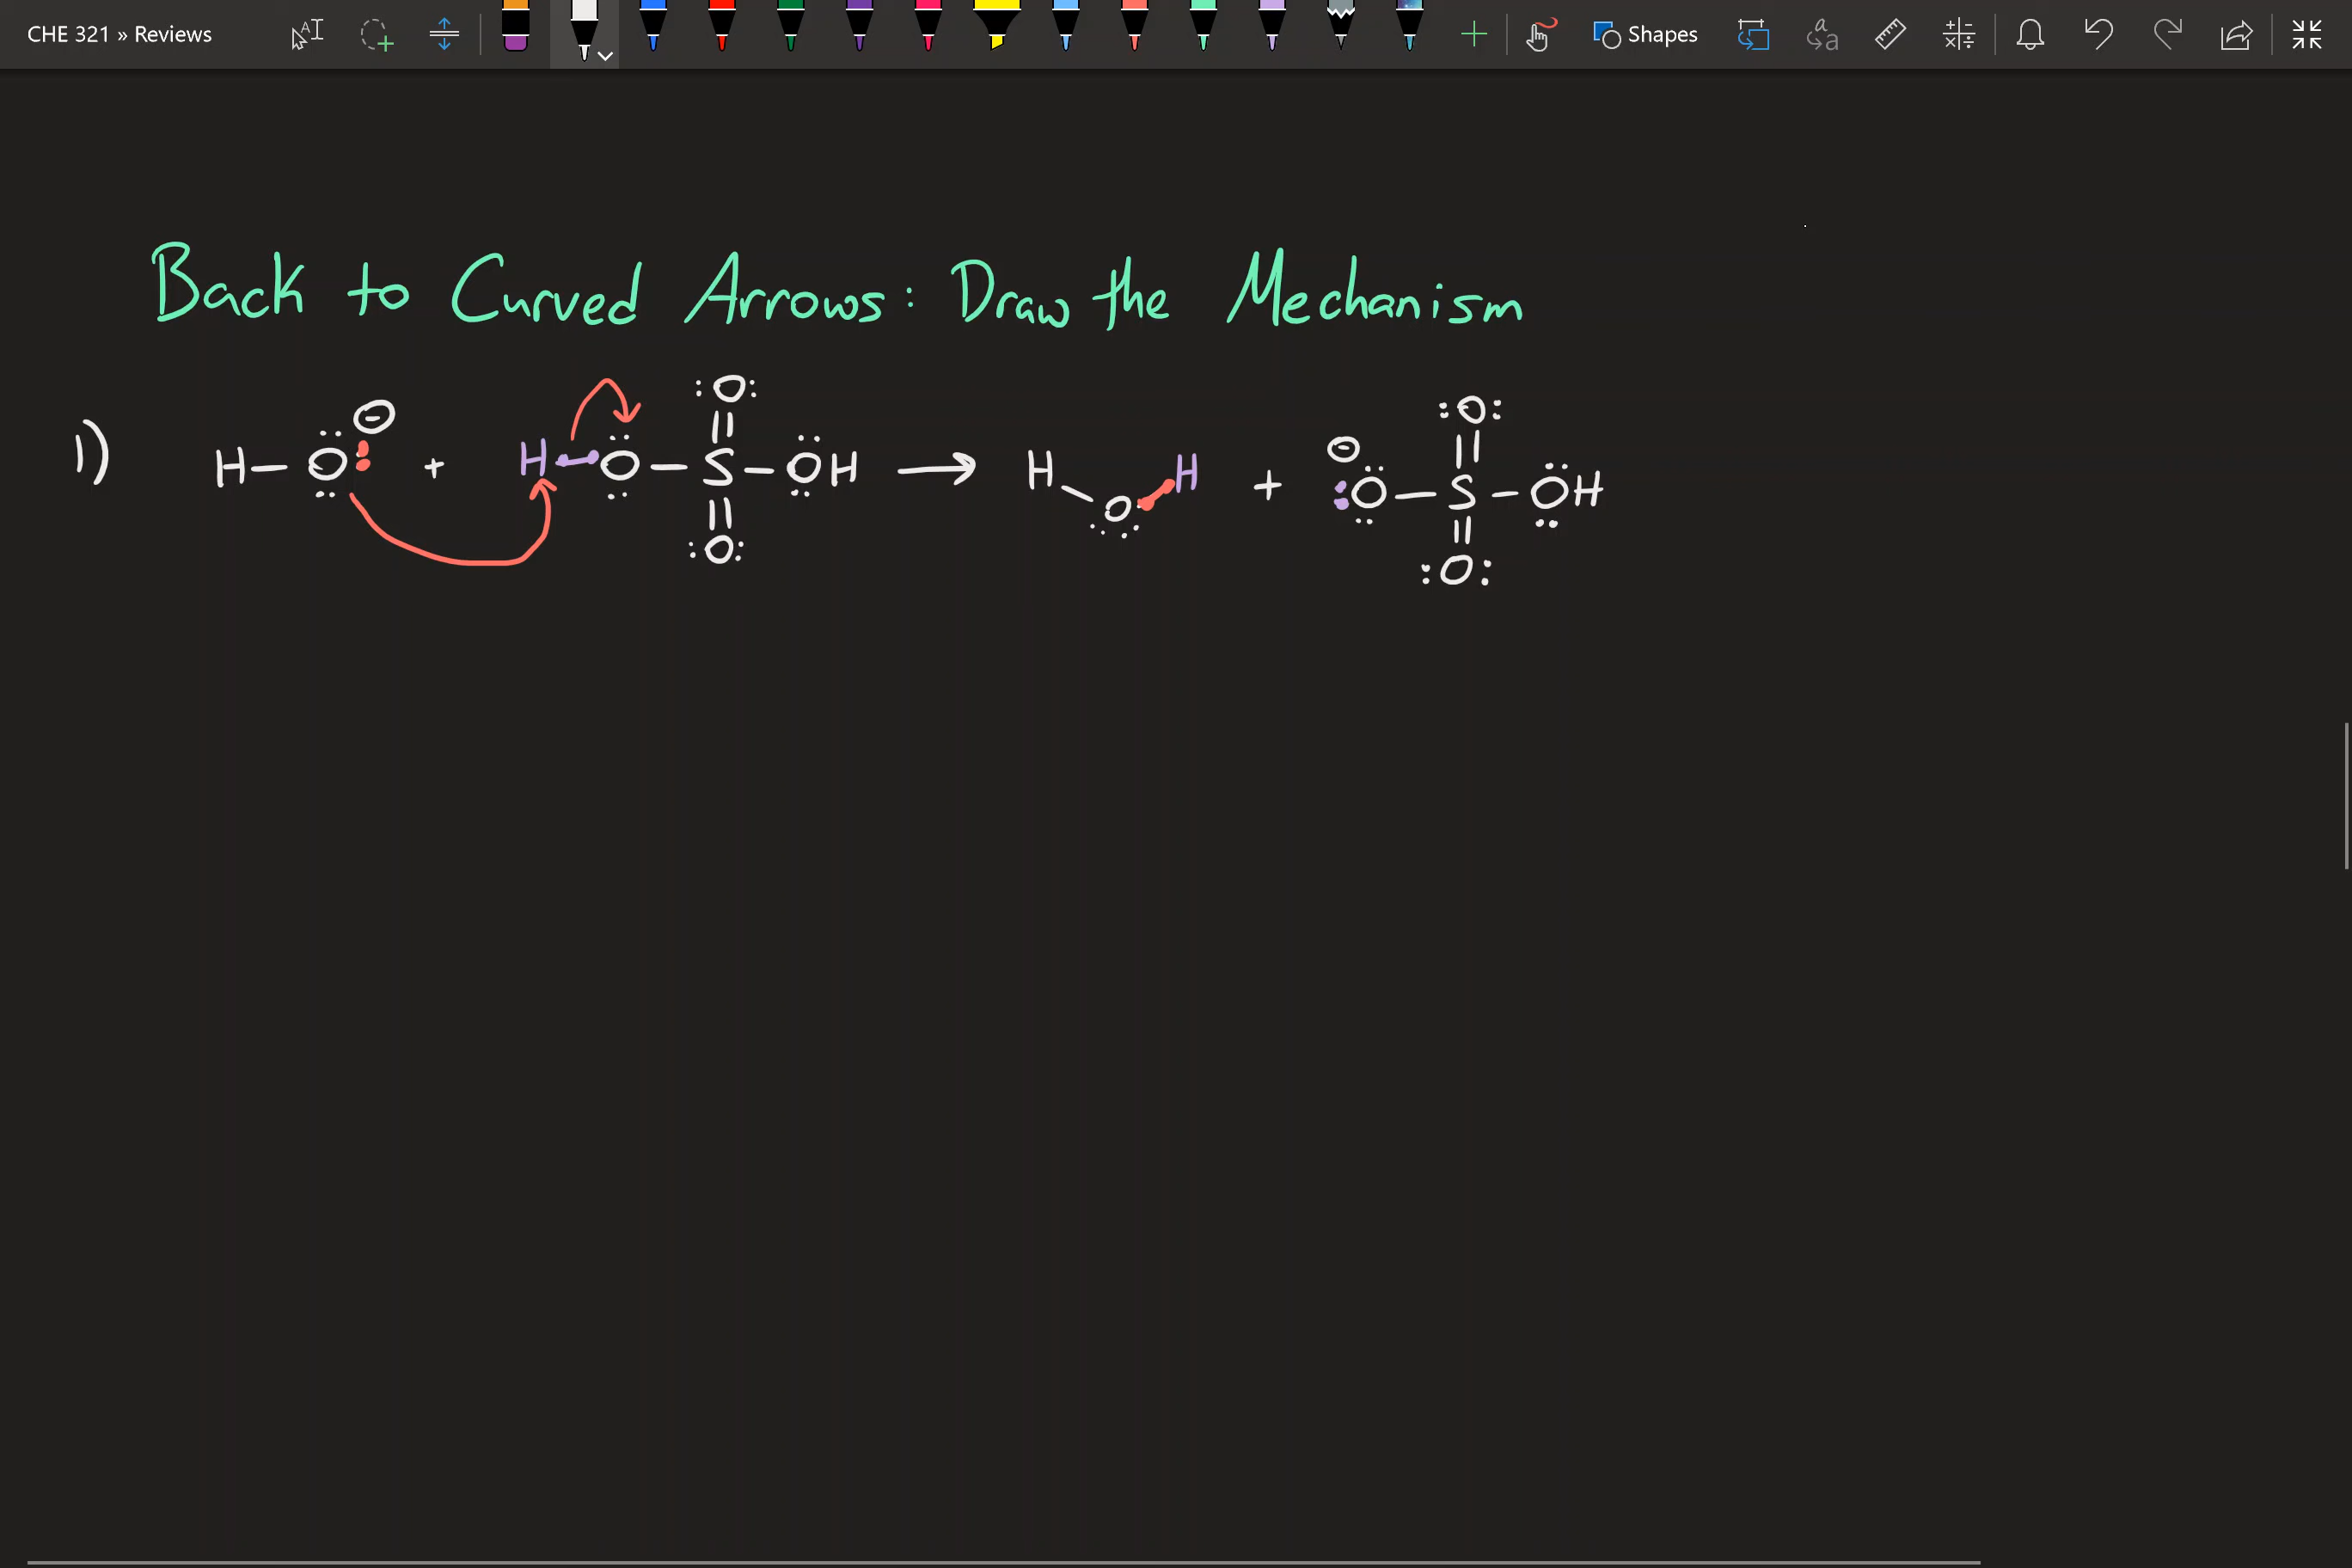 CHE 321 » Reviews
Shapes
Back to Curved Arrows: Draw the Mechanism
1) H—O:⊖ + H—O—S—OH → H O H + ⊖:O—S—OH
:O: :O:
:O: :O: